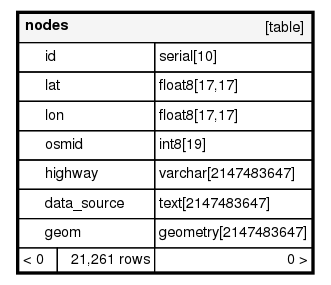 nodes [table]
id serial[10]
lat float8[17,17]
lon float8[17,17]
osmid int8[19]
highway varchar[2147483647]
data_source text[2147483647]
geom geometry[2147483647]
< 0 21,261 rows 0 >